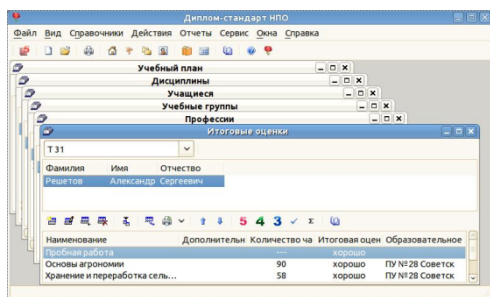 Диплом-стандарт НПО
Файл Вид Справочники Действия Отчеты Сервис Окна Справка
Учебный план
Дисциплины
Учащиеся
Учебные группы
Профессии
Итоговые оценки
Т 31
Фамилия Имя Отчество
Решетов Александр Сергеевич
5 4 3 ✓ Σ
Наименование Дополнительн Количество ча Итоговая оцен Образовательное
Пробная работа --- хорошо
Основы агрономии 90 хорошо ПУ №28 Советск
Хранение и переработка сель... 58 хорошо ПУ №28 Советск